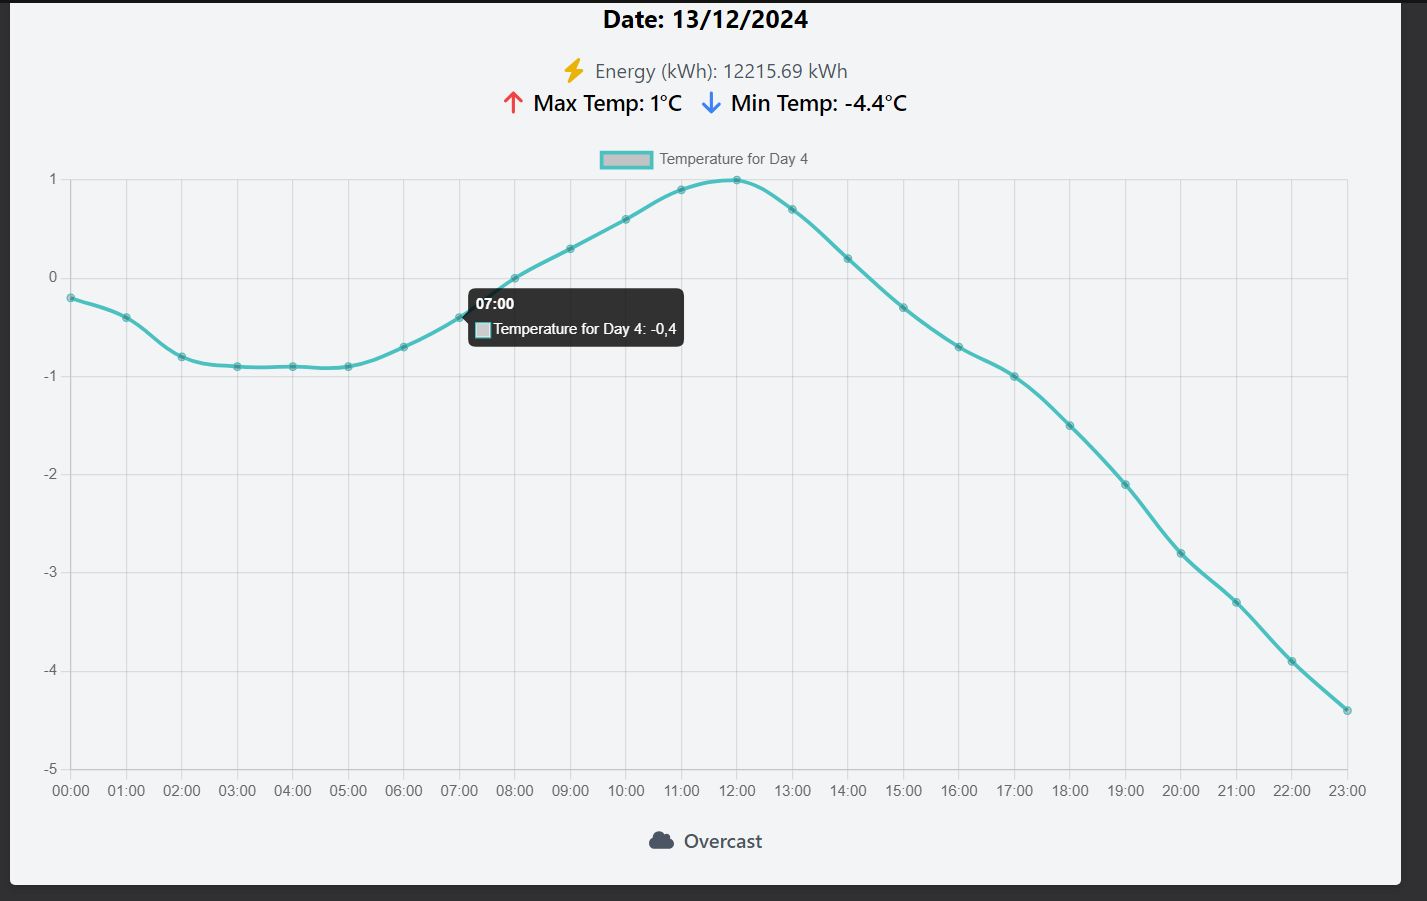 Date: 13/12/2024
Energy (kWh): 12215.69 kWh
Max Temp: 1°C Min Temp: -4.4°C
Temperature for Day 4
1
0
07:00
Temperature for Day 4: -0,4
-1
-2
-3
-4
-5
00:00 01:00 02:00 03:00 04:00 05:00 06:00 07:00 08:00 09:00 10:00 11:00 12:00 13:00 14:00 15:00 16:00 17:00 18:00 19:00 20:00 21:00 22:00 23:00
Overcast